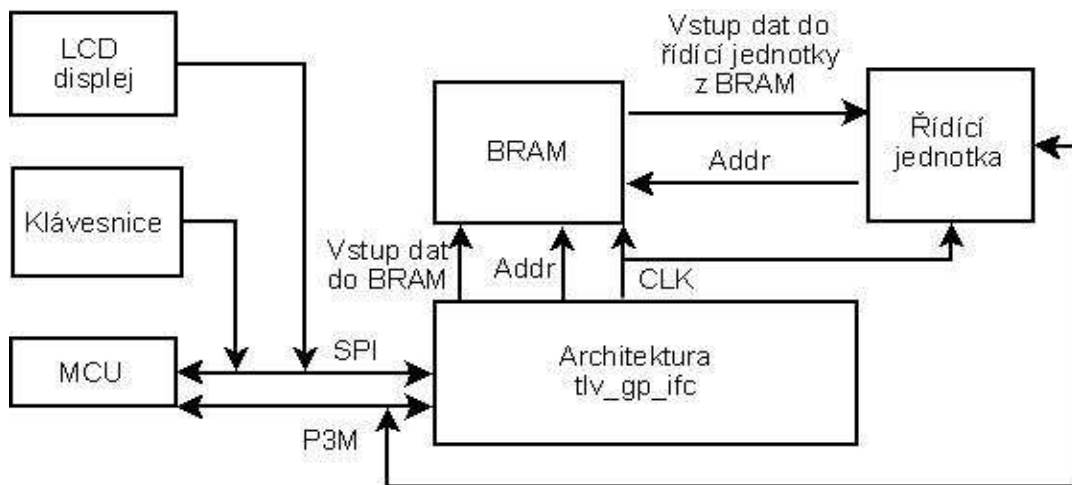 LCD
displej
Klávesnice
MCU
SPI
P3M
Vstup dat
do BRAM
Addr
CLK
BRAM
Vstup dat do
řídící jednotky
z BRAM
Addr
Řídící
jednotka
Architektura
tlv_gp_ifc